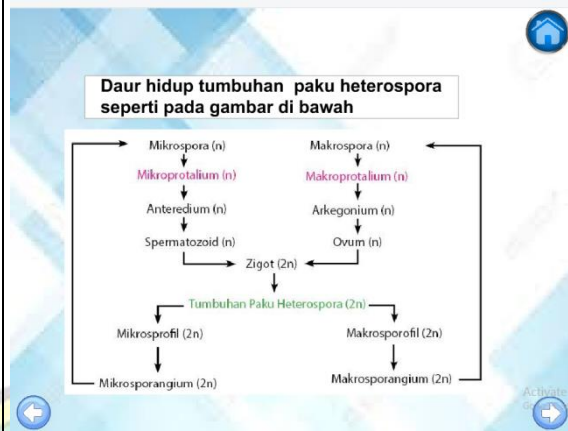 Daur hidup tumbuhan paku heterospora
seperti pada gambar di bawah
Mikrospora (n) Makrospora (n)
Mikroprotalium (n) Makroprotalium (n)
Anteredium (n) Arkegonium (n)
Spermatozoid (n) Ovum (n)
Zigot (2n)
Tumbuhan Paku Heterospora (2n)
Mikrosprofil (2n) Makrosporofil (2n)
Mikrosporangium (2n) Makrosporangium (2n)
Activate